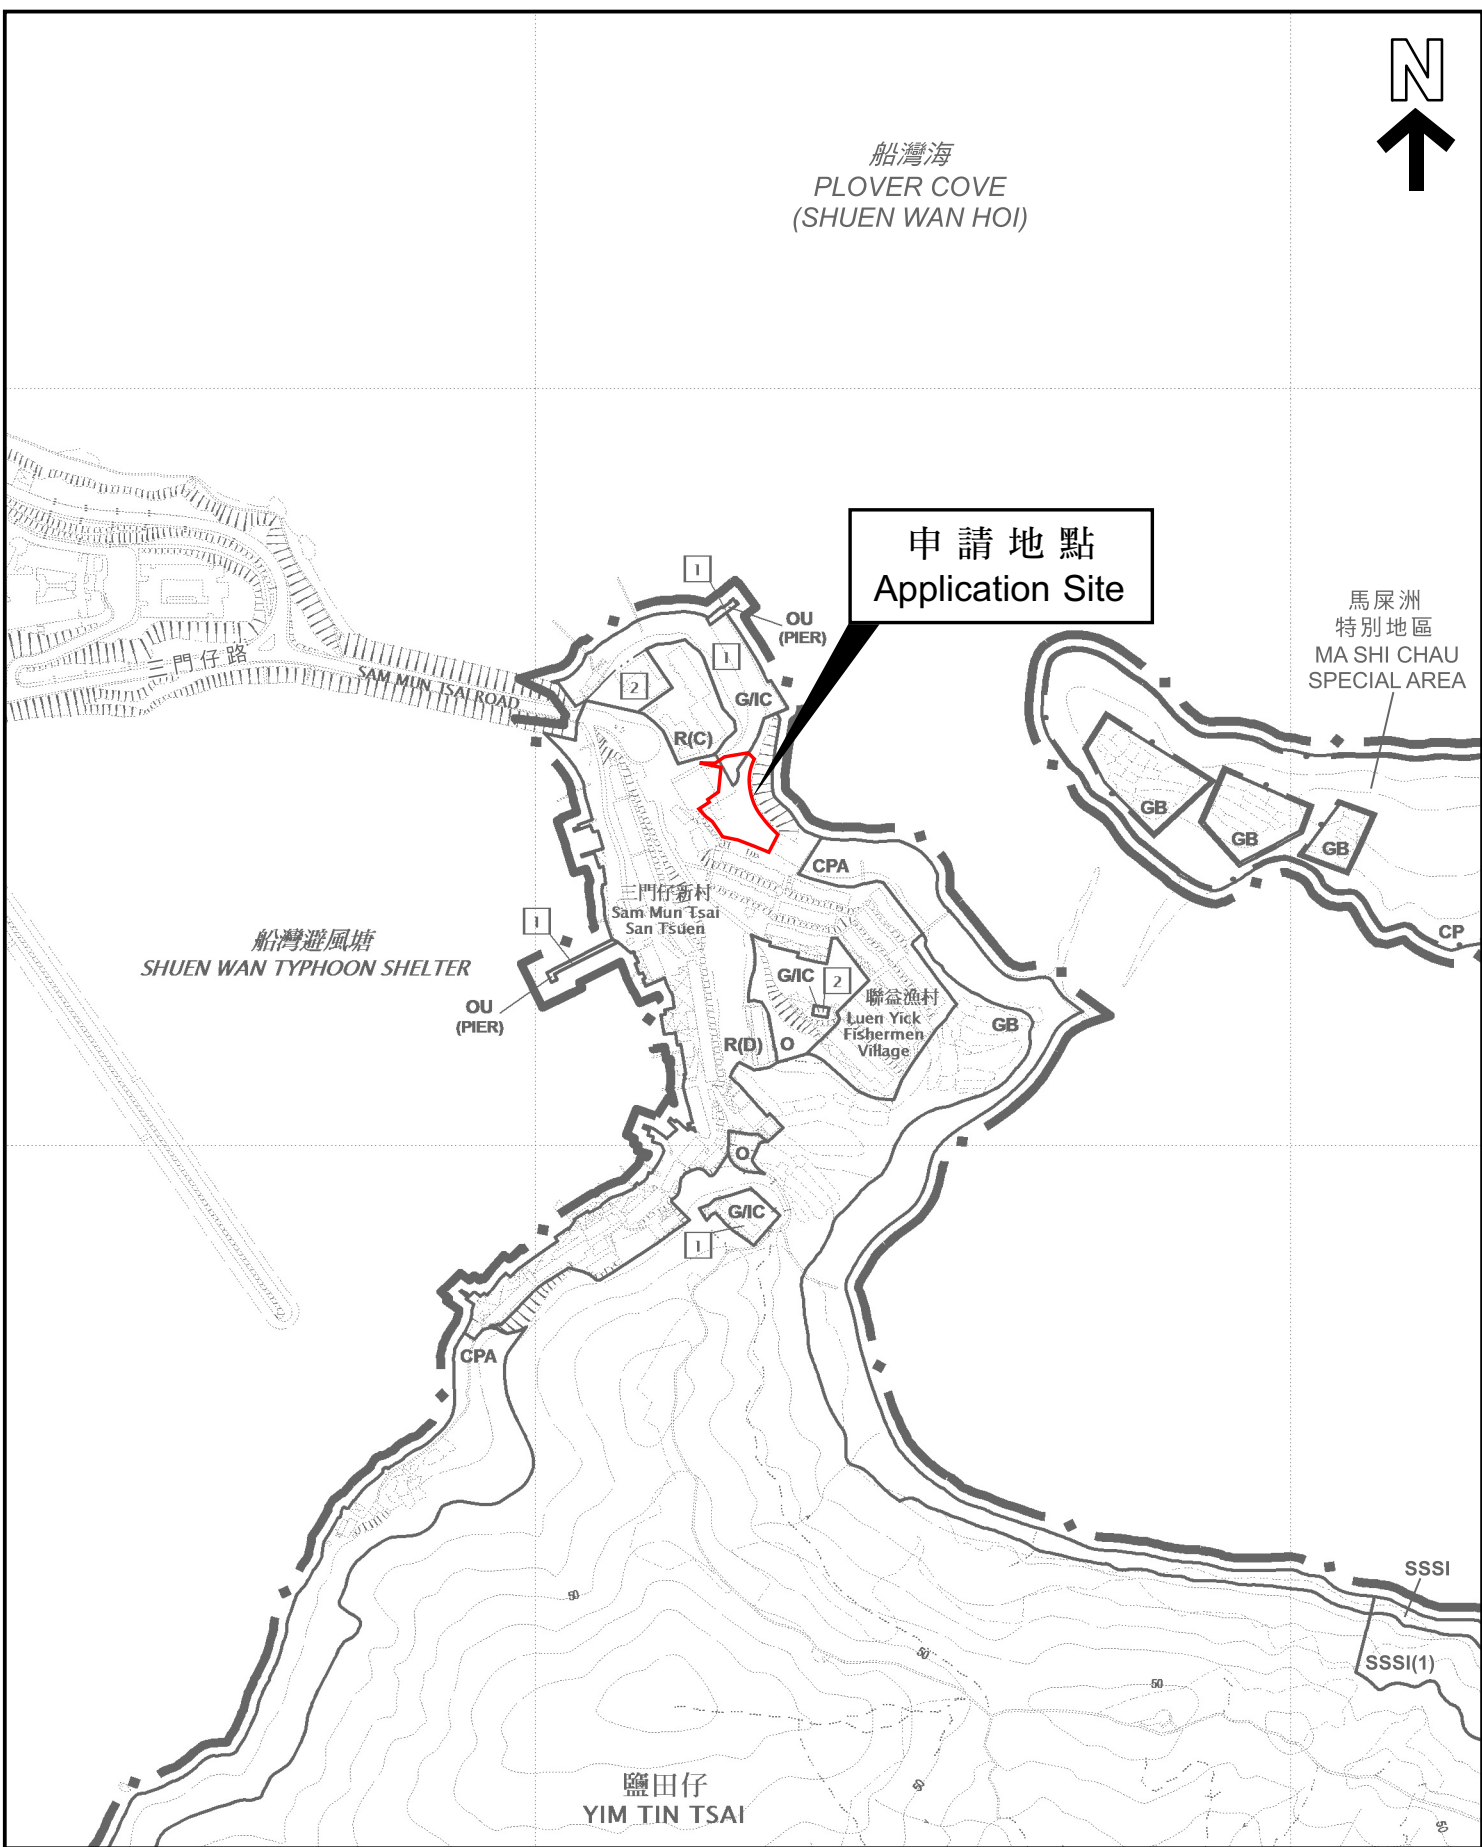 N
船灣海
PLOVER COVE
(SHUEN WAN HOI)
申請地點
Application Site
1
OU
(PIER)
馬屎洲
特別地區
MA SHI CHAU
SPECIAL AREA
三門仔路
SAM MUN TSAI ROAD
1
2
G/IC
R(C)
GB
GB
GB
CPA
三門仔新村
Sam Mun Tsai
San Tsuen
1
船灣避風塘
SHUEN WAN TYPHOON SHELTER
CP
G/IC
2
聯益漁村
Luen Yick
Fishermen
Village
OU
(PIER)
GB
R(D)
O
O
G/IC
1
CPA
SSSI
50
50
SSSI(1)
50
鹽田仔
YIM TIN TSAI
50
50